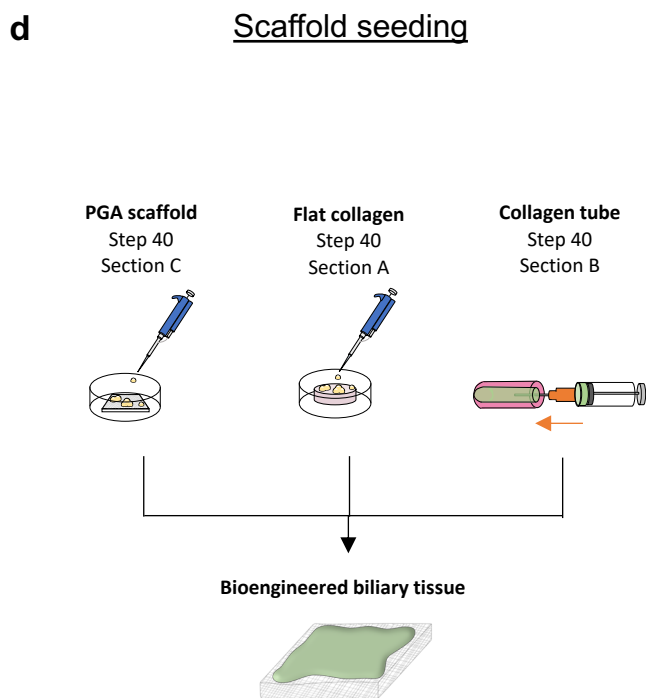 d
Scaffold seeding
PGA scaffold
Step 40
Section C
Flat collagen
Step 40
Section A
Collagen tube
Step 40
Section B
Bioengineered biliary tissue